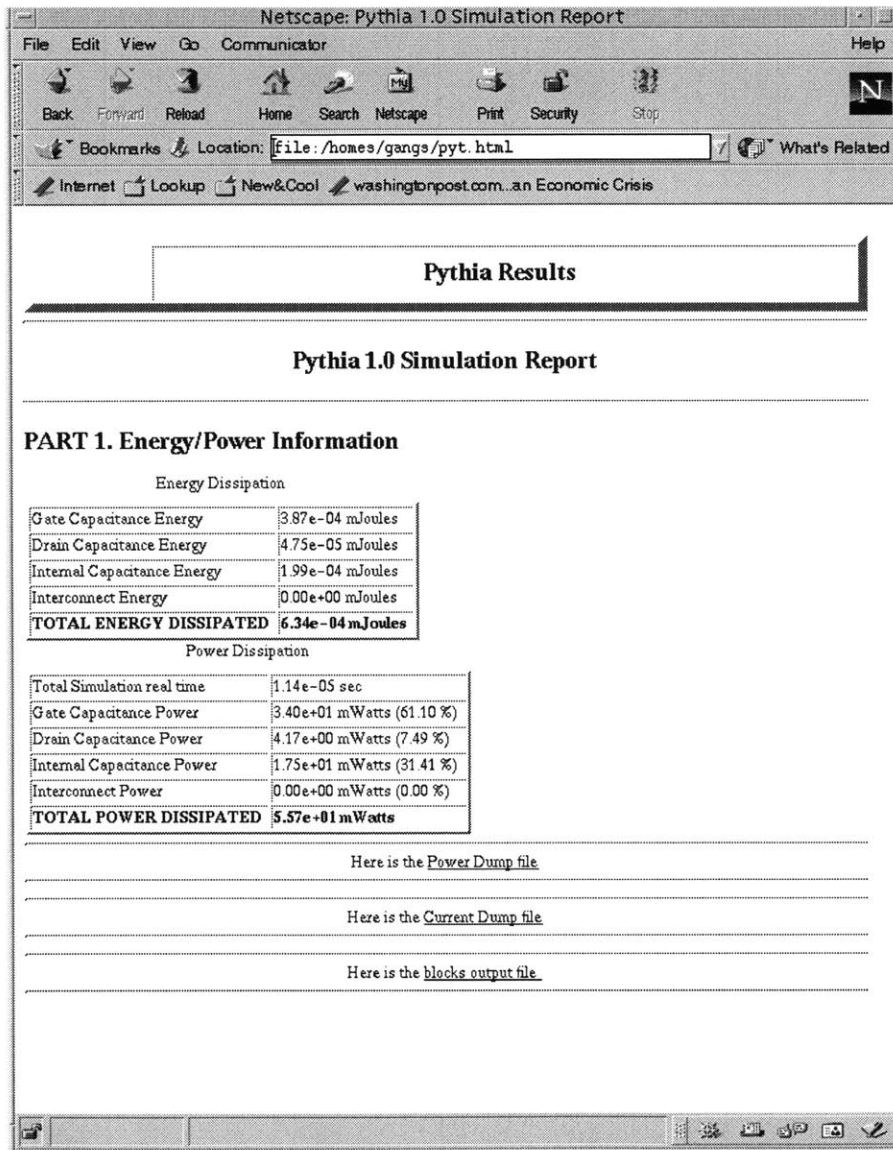 Netscape: Pythia 1.0 Simulation Report
File Edit View Go Communicator Help
Back Forward Reload Home Search Netscape Print Security Stop
My
N
Bookmarks Location: file:/homes/gangs/pyt.html What's Related
Internet Lookup New&Cool washingtonpost.com...an Economic Crisis
Pythia Results
Pythia 1.0 Simulation Report
PART 1. Energy/Power Information
Energy Dissipation
Gate Capacitance Energy 3.87e-04 mJoules
Drain Capacitance Energy 4.75e-05 mJoules
Internal Capacitance Energy 1.99e-04 mJoules
Interconnect Energy 0.00e+00 mJoules
TOTAL ENERGY DISSIPATED 6.34e-04 mJoules
Power Dissipation
Total Simulation real time 1.14e-05 sec
Gate Capacitance Power 3.40e+01 mWatts (61.10 %)
Drain Capacitance Power 4.17e+00 mWatts (7.49 %)
Internal Capacitance Power 1.75e+01 mWatts (31.41 %)
Interconnect Power 0.00e+00 mWatts (0.00 %)
TOTAL POWER DISSIPATED 5.57e+01 mWatts
Here is the Power Dump file
Here is the Current Dump file
Here is the blocks output file